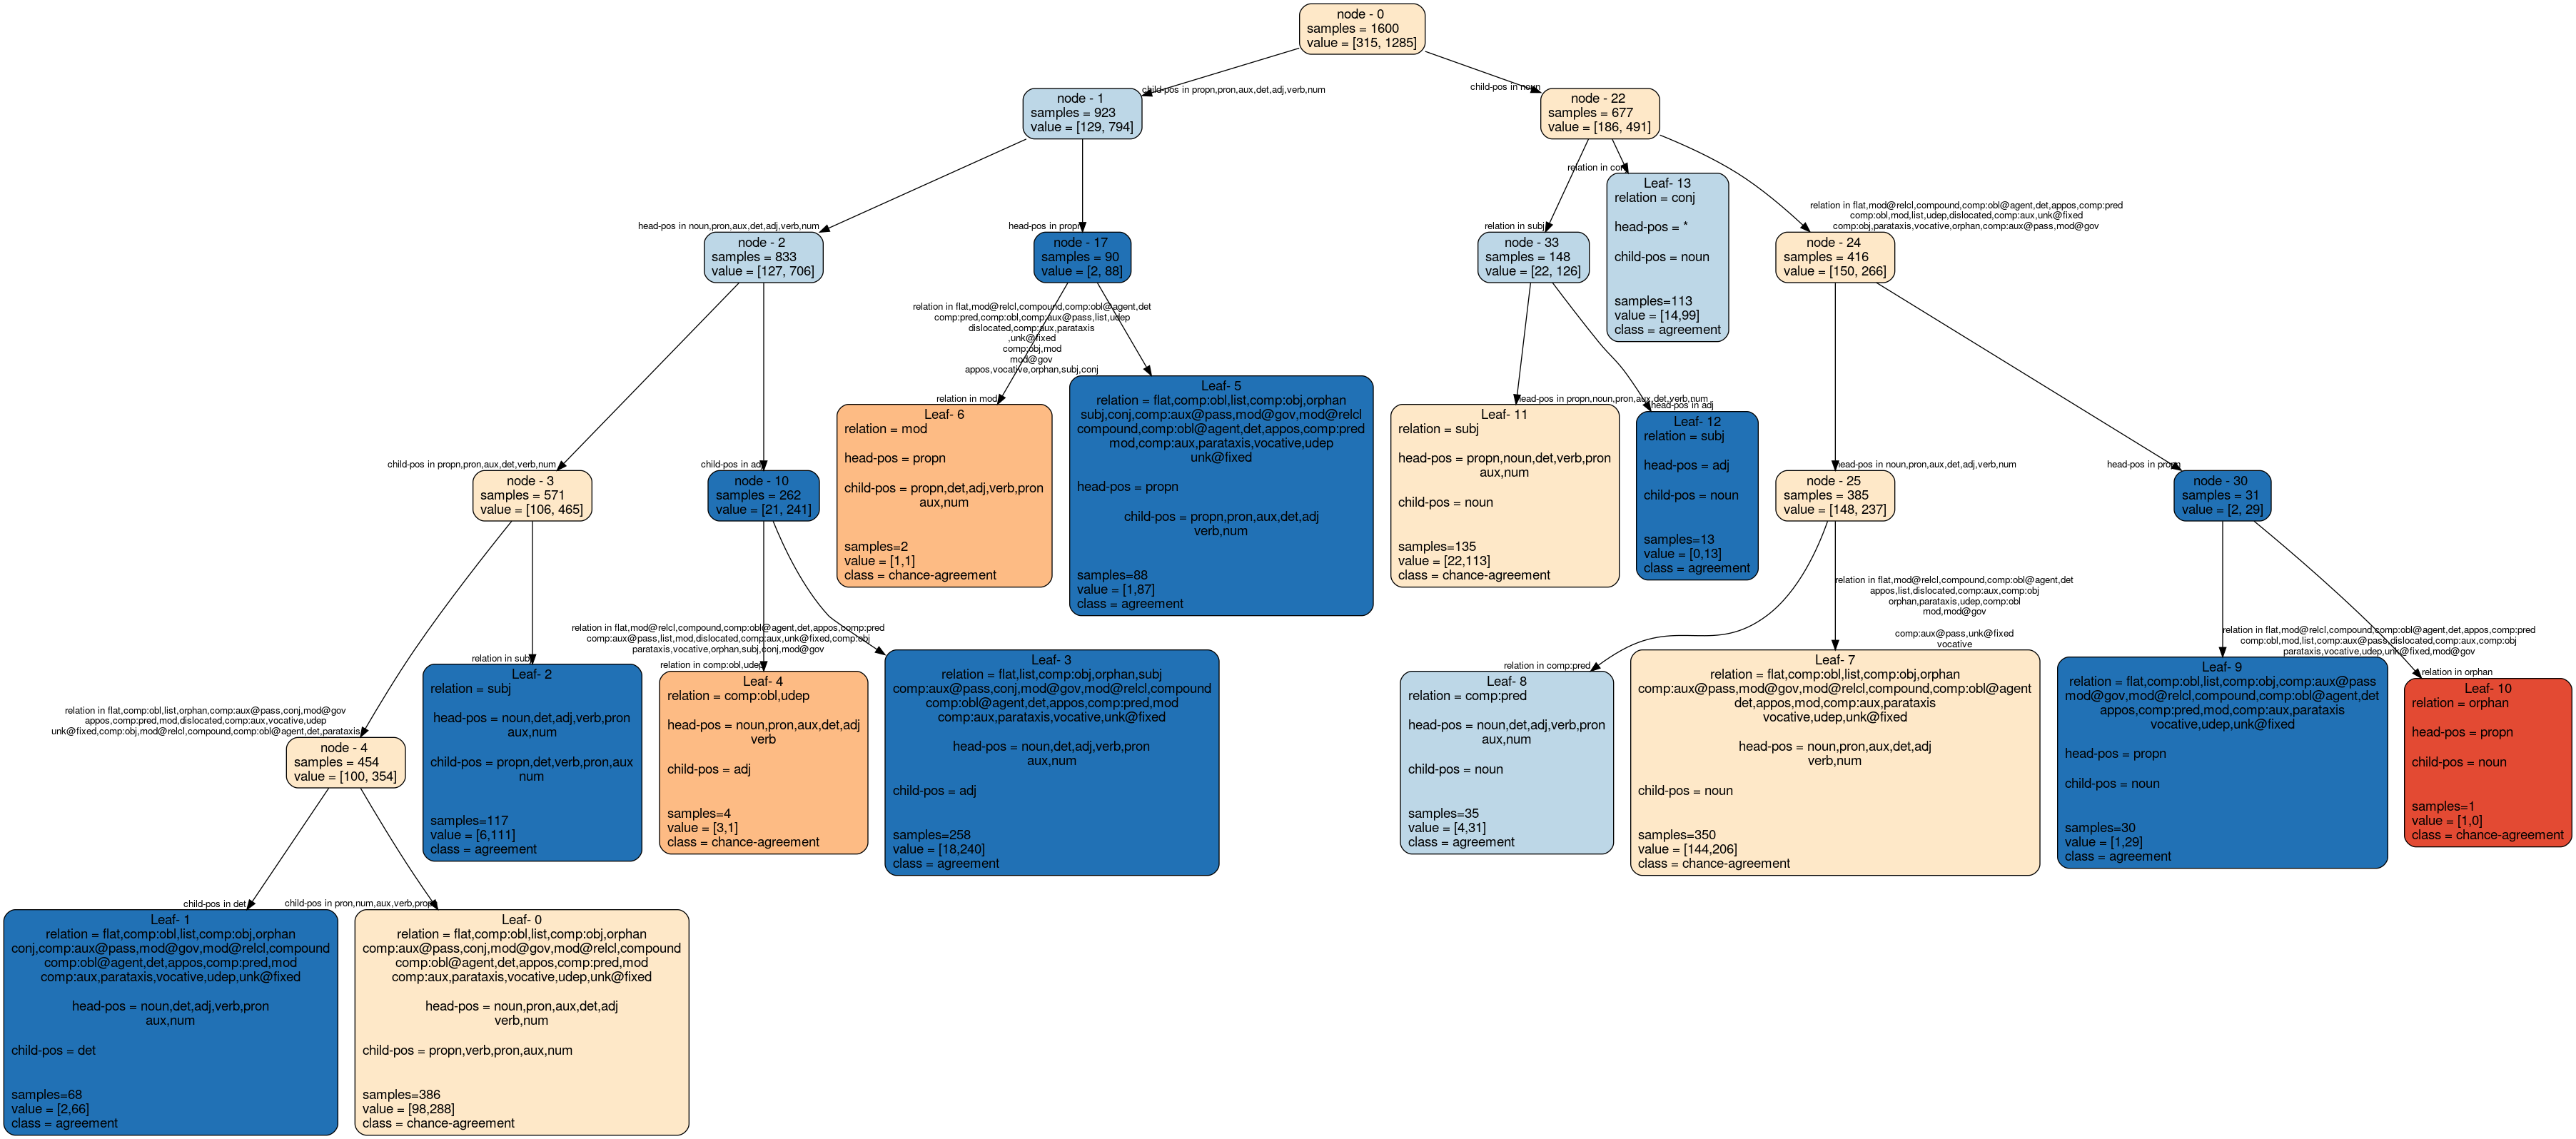 node - 0
samples = 1600
value = [315, 1285]
child-pos in propn,pron,aux,det,adj,verb,num
child-pos in noun
node - 1
samples = 923
value = [129, 794]
node - 22
samples = 677
value = [186, 491]
head-pos in noun,pron,aux,det,adj,verb,num
head-pos in propn
relation in subj
relation in conj
relation in flat,mod@relcl,compound,comp:obl@agent,det,appos,comp:pred
comp:obl,mod,list,udep,dislocated,comp:aux,unk@fixed
comp:obj,parataxis,vocative,orphan,comp:aux@pass,mod@gov
node - 2
samples = 833
value = [127, 706]
node - 17
samples = 90
value = [2, 88]
node - 33
samples = 148
value = [22, 126]
Leaf- 13
relation = conj
head-pos = *
child-pos = noun
samples=113
value = [14,99]
class = agreement
node - 24
samples = 416
value = [150, 266]
child-pos in propn,pron,aux,det,verb,num
child-pos in adj
relation in flat,mod@relcl,compound,comp:obl@agent,det
comp:pred,comp:obl,comp:aux@pass,list,udep
dislocated,comp:aux,parataxis
,unk@fixed
comp:obj,mod
mod@gov
appos,vocative,orphan,subj,conj
relation in mod
head-pos in propn,noun,pron,aux,det,verb,num
head-pos in adj
head-pos in noun,pron,aux,det,adj,verb,num
head-pos in propn
node - 3
samples = 571
value = [106, 465]
node - 10
samples = 262
value = [21, 241]
Leaf- 6
relation = mod
head-pos = propn
child-pos = propn,det,adj,verb,pron
aux,num
samples=2
value = [1,1]
class = chance-agreement
Leaf- 5
relation = flat,comp:obl,list,comp:obj,orphan
subj,conj,comp:aux@pass,mod@gov,mod@relcl
compound,comp:obl@agent,det,appos,comp:pred
mod,comp:aux,parataxis,vocative,udep
unk@fixed
head-pos = propn
child-pos = propn,pron,aux,det,adj
verb,num
samples=88
value = [1,87]
class = agreement
Leaf- 11
relation = subj
head-pos = propn,noun,det,verb,pron
aux,num
child-pos = noun
samples=135
value = [22,113]
class = chance-agreement
Leaf- 12
relation = subj
head-pos = adj
child-pos = noun
samples=13
value = [0,13]
class = agreement
node - 25
samples = 385
value = [148, 237]
node - 30
samples = 31
value = [2, 29]
relation in flat,comp:obl,list,orphan,comp:aux@pass,conj,mod@gov
appos,comp:pred,mod,dislocated,comp:aux,vocative,udep
unk@fixed,comp:obj,mod@relcl,compound,comp:obl@agent,det,parataxis
relation in subj
relation in flat,mod@relcl,compound,comp:obl@agent,det,appos,comp:pred
comp:aux@pass,list,mod,dislocated,comp:aux,unk@fixed,comp:obj
parataxis,vocative,orphan,subj,conj,mod@gov
relation in comp:obl,udep
relation in comp:pred
relation in flat,mod@relcl,compound,comp:obl@agent,det
appos,list,dislocated,comp:aux,comp:obj
orphan,parataxis,udep,comp:obl
mod,mod@gov
comp:aux@pass,unk@fixed
vocative
relation in flat,mod@relcl,compound,comp:obl@agent,det,appos,comp:pred
comp:obl,mod,list,comp:aux@pass,dislocated,comp:aux,comp:obj
parataxis,vocative,udep,unk@fixed,mod@gov
relation in orphan
node - 4
samples = 454
value = [100, 354]
Leaf- 2
relation = subj
head-pos = noun,det,adj,verb,pron
aux,num
child-pos = propn,det,verb,pron,aux
num
samples=117
value = [6,111]
class = agreement
Leaf- 4
relation = comp:obl,udep
head-pos = noun,pron,aux,det,adj
verb
child-pos = adj
samples=4
value = [3,1]
class = chance-agreement
Leaf- 3
relation = flat,list,comp:obj,orphan,subj
comp:aux@pass,conj,mod@gov,mod@relcl,compound
comp:obl@agent,det,appos,comp:pred,mod
comp:aux,parataxis,vocative,unk@fixed
head-pos = noun,det,adj,verb,pron
aux,num
child-pos = adj
samples=258
value = [18,240]
class = agreement
Leaf- 8
relation = comp:pred
head-pos = noun,det,adj,verb,pron
aux,num
child-pos = noun
samples=35
value = [4,31]
class = agreement
Leaf- 7
relation = flat,comp:obl,list,comp:obj,orphan
comp:aux@pass,mod@gov,mod@relcl,compound,comp:obl@agent
det,appos,mod,comp:aux,parataxis
vocative,udep,unk@fixed
head-pos = noun,pron,aux,det,adj
verb,num
child-pos = noun
samples=350
value = [144,206]
class = chance-agreement
Leaf- 9
relation = flat,comp:obl,list,comp:obj,comp:aux@pass
mod@gov,mod@relcl,compound,comp:obl@agent,det
appos,comp:pred,mod,comp:aux,parataxis
vocative,udep,unk@fixed
head-pos = propn
child-pos = noun
samples=30
value = [1,29]
class = agreement
Leaf- 10
relation = orphan
head-pos = propn
child-pos = noun
samples=1
value = [1,0]
class = chance-agreement
child-pos in det
child-pos in pron,num,aux,verb,propn
Leaf- 1
relation = flat,comp:obl,list,comp:obj,orphan
conj,comp:aux@pass,mod@gov,mod@relcl,compound
comp:obl@agent,det,appos,comp:pred,mod
comp:aux,parataxis,vocative,udep,unk@fixed
head-pos = noun,det,adj,verb,pron
aux,num
child-pos = det
samples=68
value = [2,66]
class = agreement
Leaf- 0
relation = flat,comp:obl,list,comp:obj,orphan
comp:aux@pass,conj,mod@gov,mod@relcl,compound
comp:obl@agent,det,appos,comp:pred,mod
comp:aux,parataxis,vocative,udep,unk@fixed
head-pos = noun,pron,aux,det,adj
verb,num
child-pos = propn,verb,pron,aux,num
samples=386
value = [98,288]
class = chance-agreement